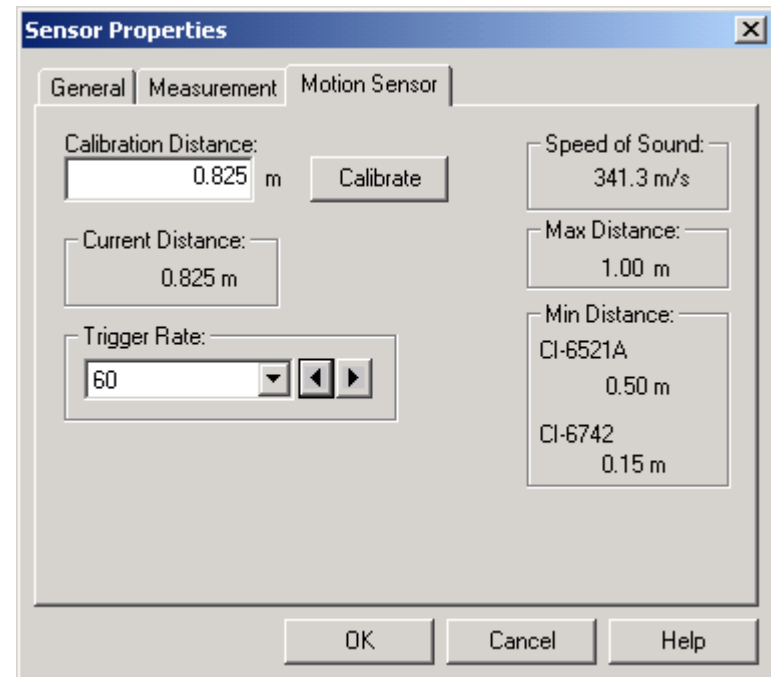 Sensor Properties
General
Measurement
Motion Sensor
Calibration Distance:
0.825 m
Calibrate
Current Distance:
0.825 m
Trigger Rate:
60
Speed of Sound:
341.3 m/s
Max Distance:
1.00 m
Min Distance:
CI-6521A
0.50 m
CI-6742
0.15 m
OK
Cancel
Help